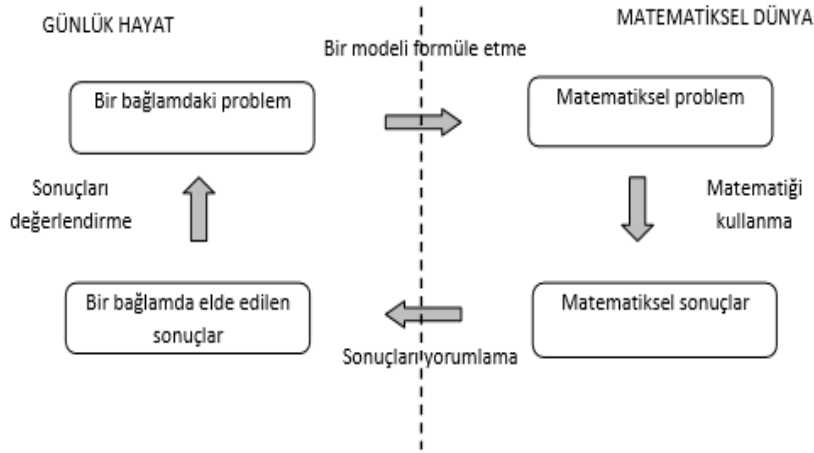 GÜNLÜK HAYAT
MATEMATİKSEL DÜNYA
Bir modeli formüle etme
Bir bağlamdaki problem
Matematiksel problem
Sonuçları
değerlendirme
Matematiği
kullanma
Bir bağlamda elde edilen
sonuçlar
Matematiksel sonuçlar
Sonuçları yorumlama